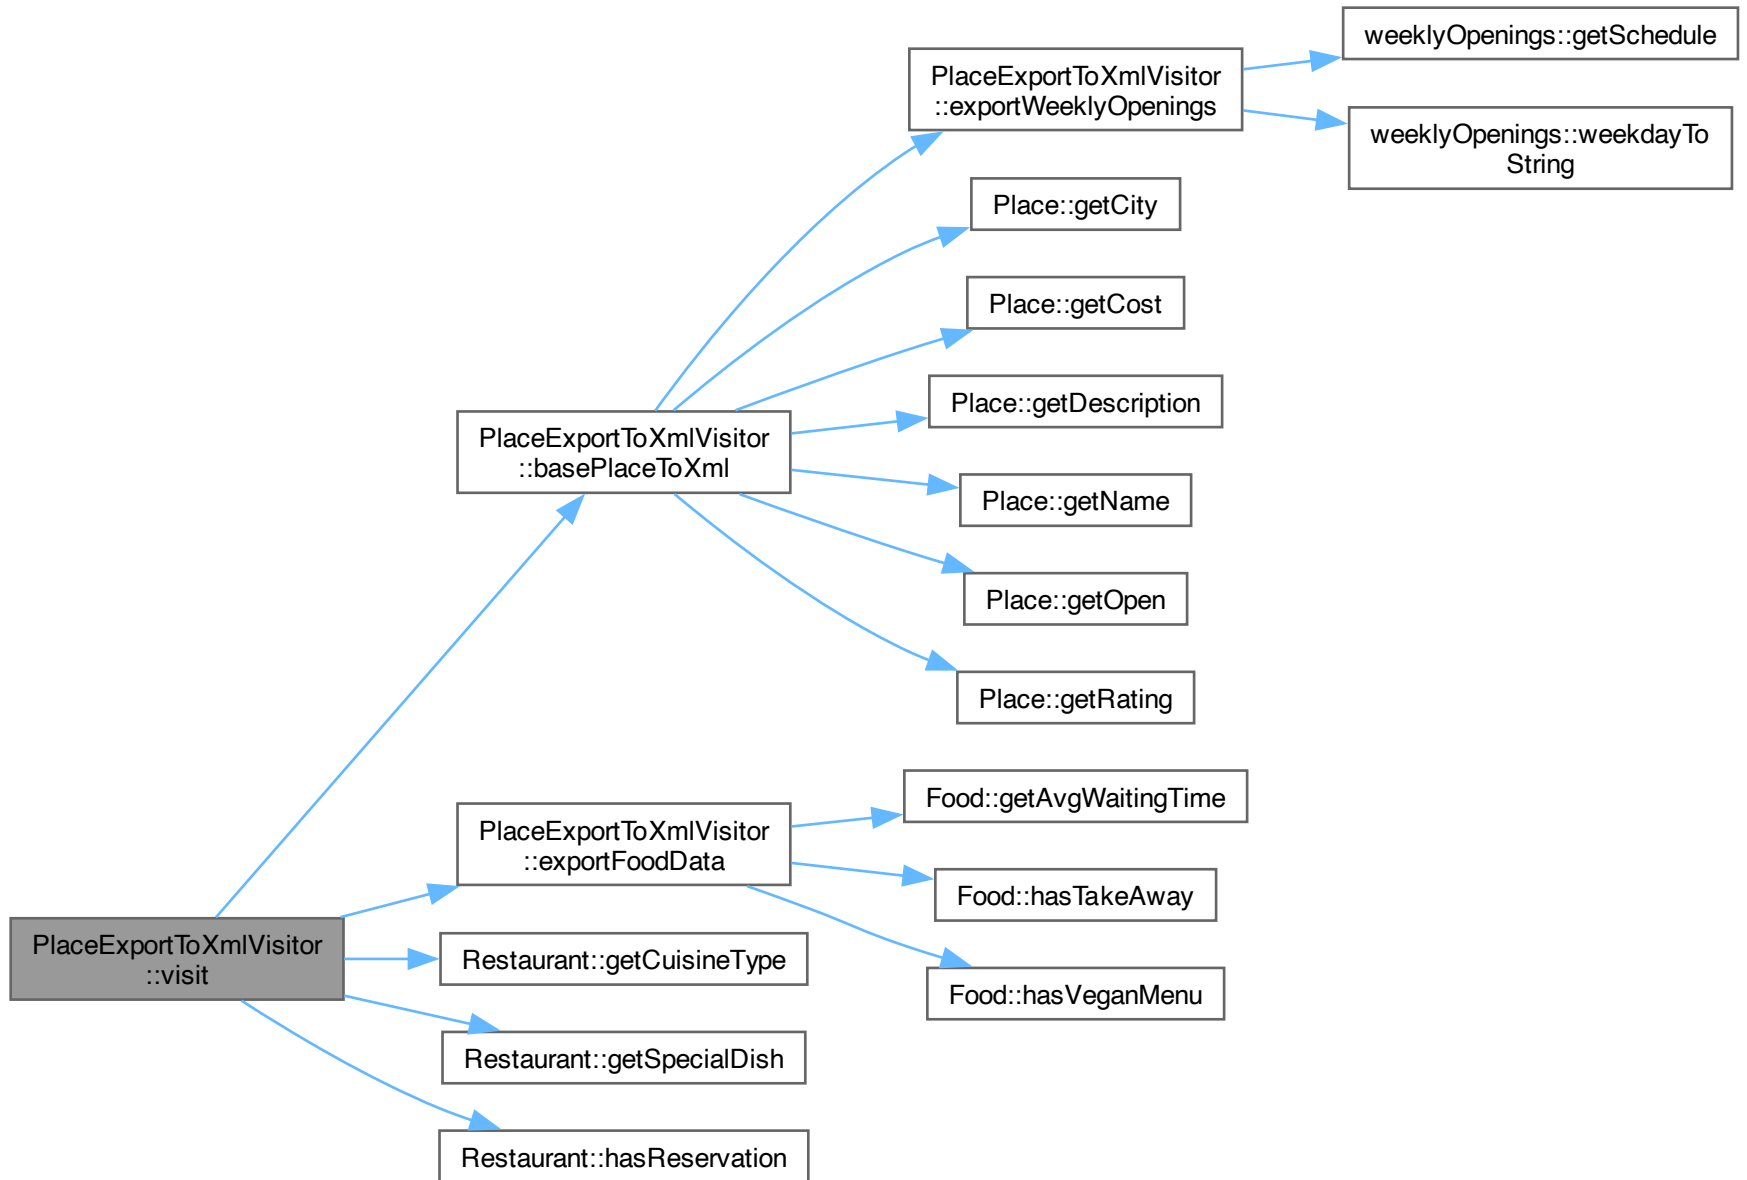 weeklyOpenings::getSchedule
PlaceExportToXmlVisitor
::exportWeeklyOpenings
weeklyOpenings::weekdayTo
String
Place::getCity
Place::getCost
Place::getDescription
PlaceExportToXmlVisitor
::basePlaceToXml
Place::getName
Place::getOpen
Place::getRating
Food::getAvgWaitingTime
PlaceExportToXmlVisitor
::exportFoodData
Food::hasTakeAway
PlaceExportToXmlVisitor
::visit
Restaurant::getCuisineType
Food::hasVeganMenu
Restaurant::getSpecialDish
Restaurant::hasReservation